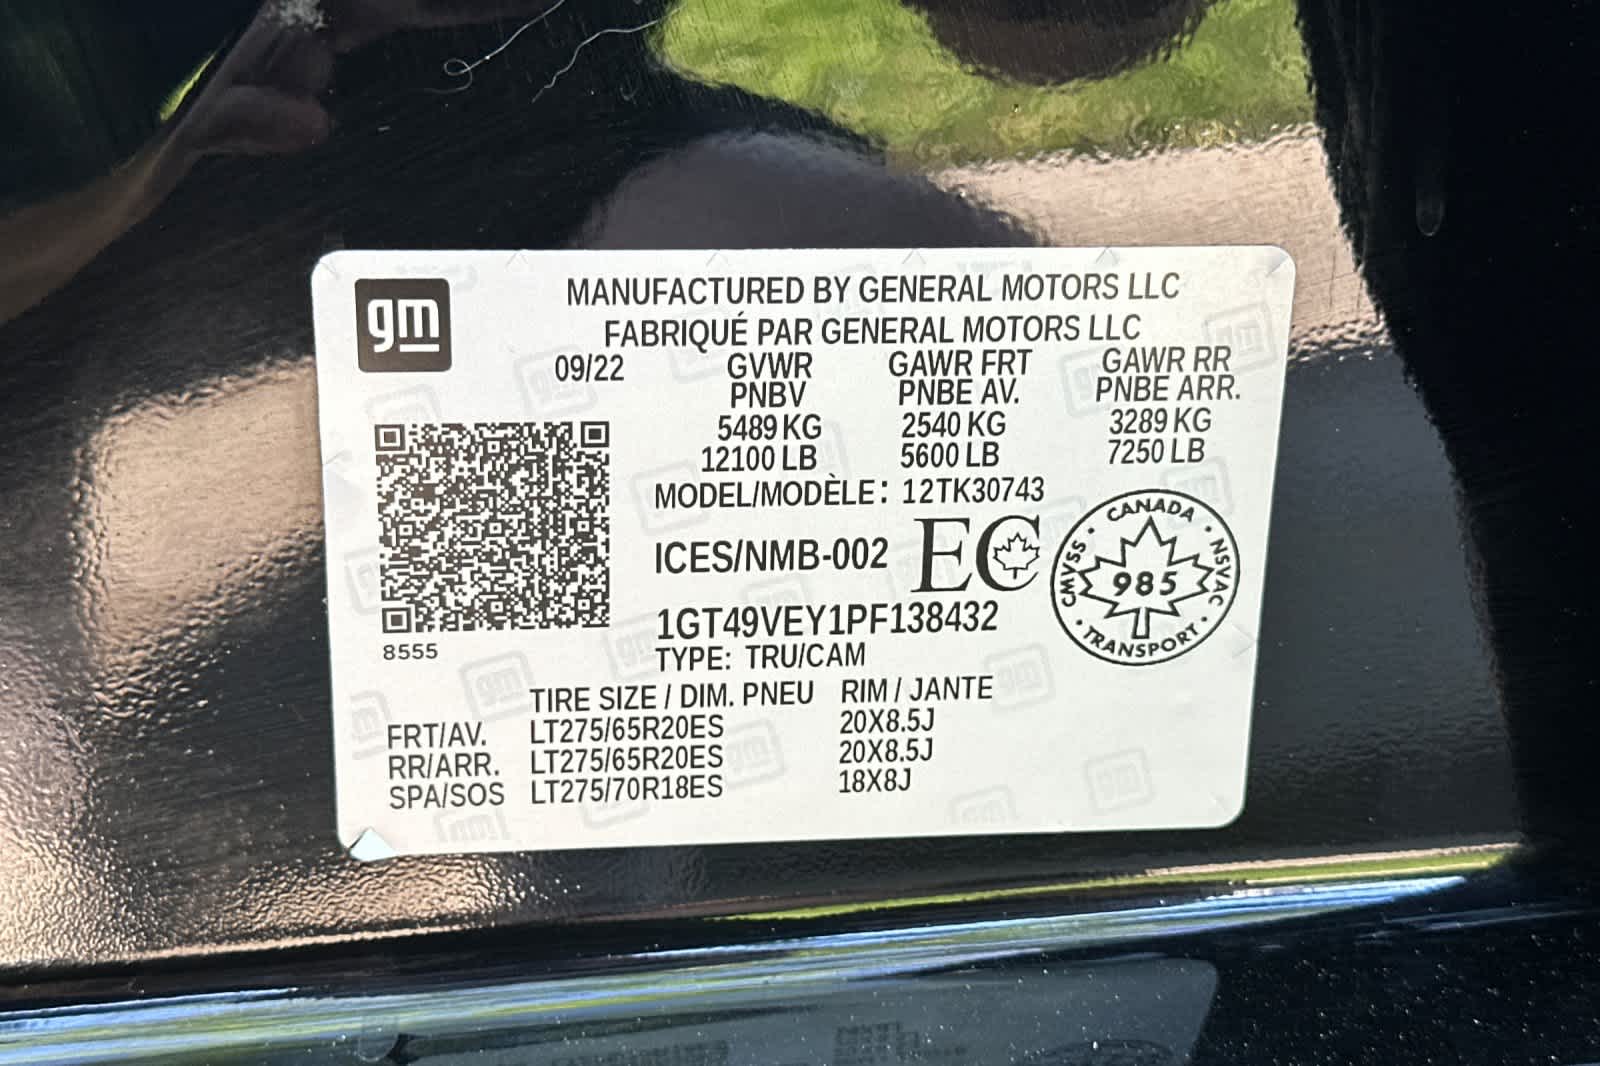 gm
MANUFACTURED BY GENERAL MOTORS LLC
FABRIQUÉ PAR GENERAL MOTORS LLC
09/22 GVWR GAWR FRT GAWR RR
PNBV PNBE AV. PNBE ARR.
5489 KG 2540 KG 3289 KG
12100 LB 5600 LB 7250 LB
MODEL/MODÈLE: 12TK30743
ICES/NMB-002 EC
CANADA
CMVSS 985 NSVAC
TRANSPORT
1GT49VEY1PF138432
8555
TYPE: TRU/CAM
TIRE SIZE / DIM. PNEU RIM / JANTE
FRT/AV. LT275/65R20ES 20X8.5J
RR/ARR. LT275/65R20ES 20X8.5J
SPA/SOS LT275/70R18ES 18X8J